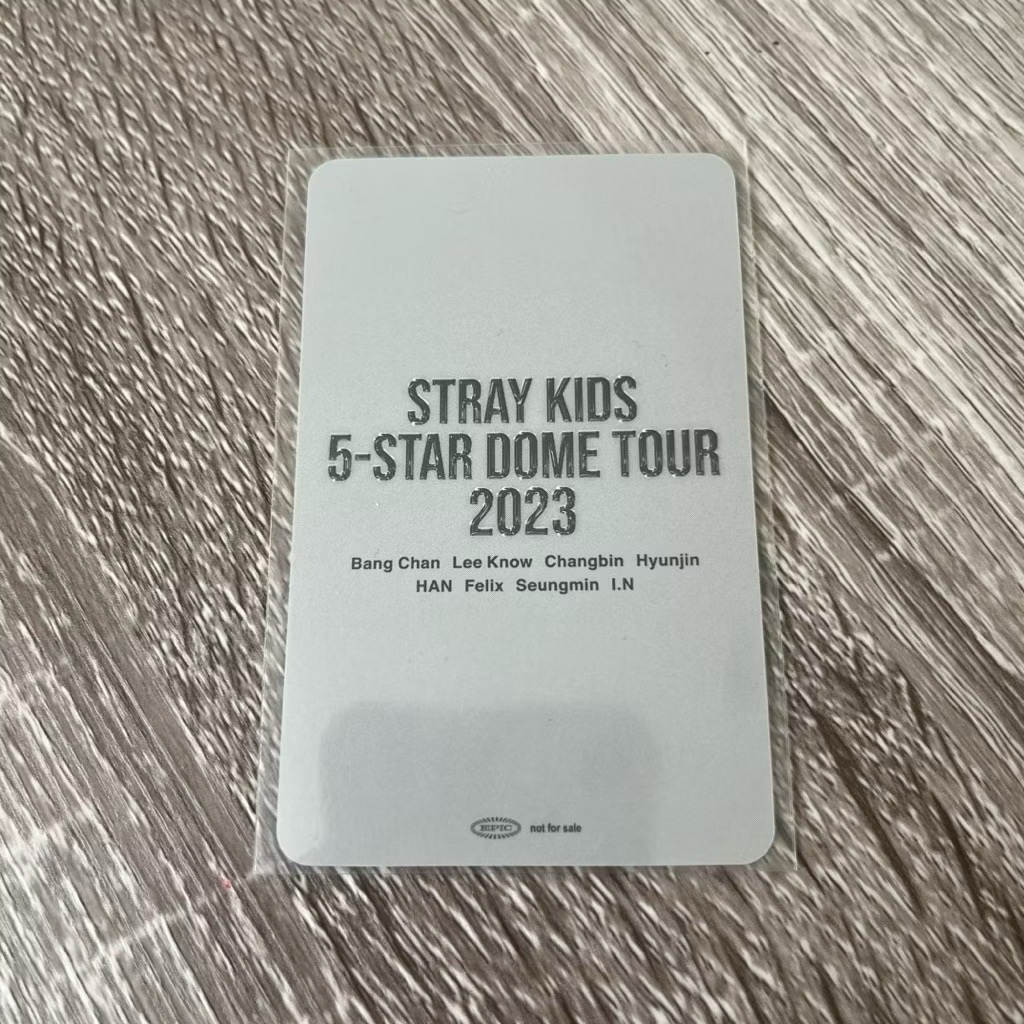 STRAY KIDS
5-STAR DOME TOUR
2023
Bang Chan Lee Know Changbin Hyunjin
HAN Felix Seungmin I.N
EPIC not for sale